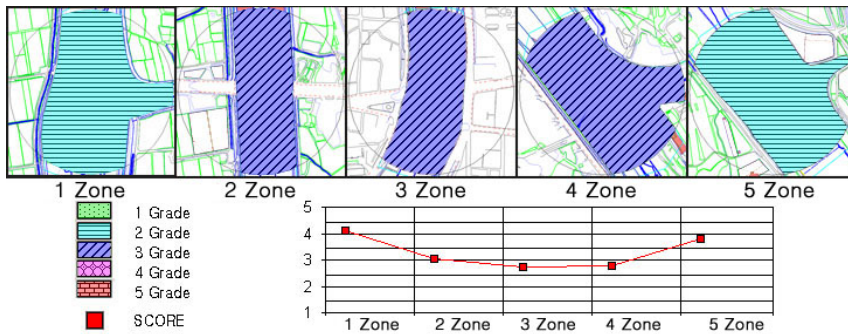 1 Zone 2 Zone 3 Zone 4 Zone 5 Zone
1 Grade
2 Grade
3 Grade
4 Grade
5 Grade
SCORE
5
4
3
2
1
1 Zone 2 Zone 3 Zone 4 Zone 5 Zone